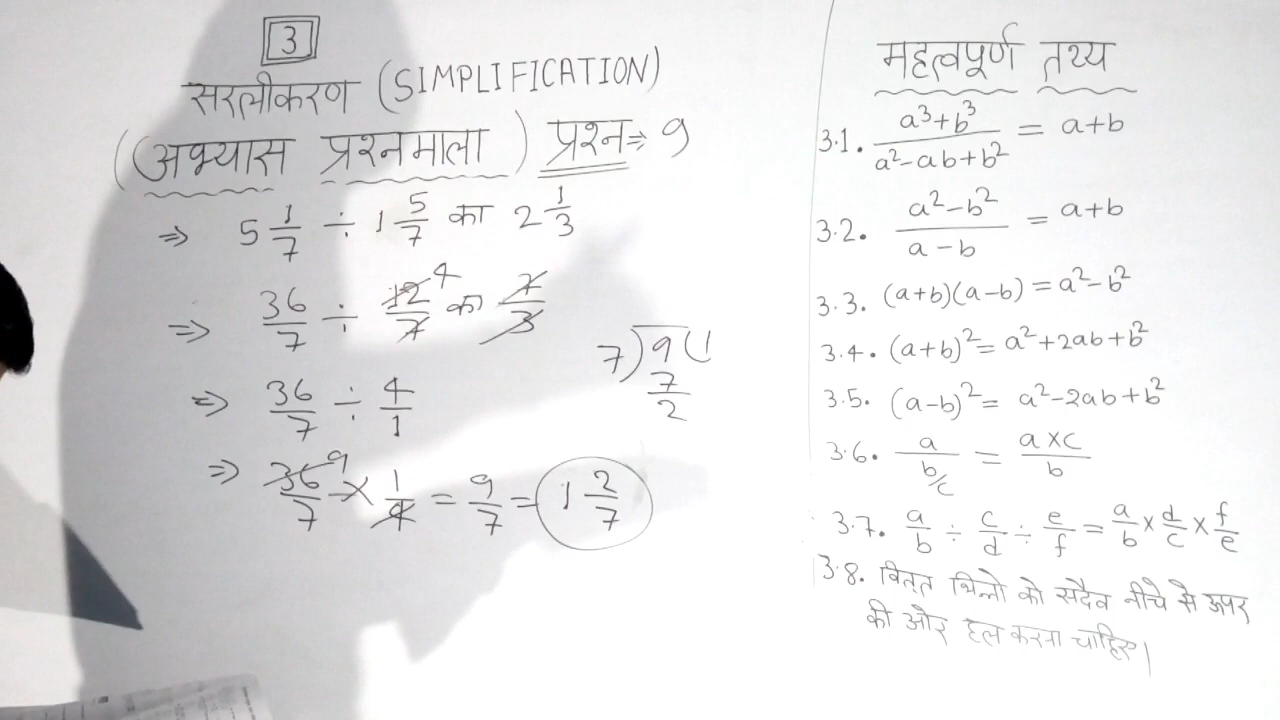 3
सरलीकरण (SIMPLIFICATION)
(अभ्यास प्रश्नमाला) प्रश्न⇒ 9
⇒ 5 1/7 ÷ 1 5/7 का 2 1/3
⇒ 36/7 ÷ 12/7 4 का 7/3
⇒ 36/7 ÷ 4/1
⇒ 36/7 9 × 1/4 = 9/7 = 1 2/7
7)9(1
7
2
महत्वपूर्ण तथ्य
3.1. a³+b³/a²-ab+b² = a+b
3.2. a²-b²/a-b = a+b
3.3. (a+b)(a-b) = a²-b²
3.4. (a+b)² = a²+2ab+b²
3.5. (a-b)² = a²-2ab+b²
3.6. a/b/c = a×c/b
3.7. a/b ÷ c/d ÷ e/f = a/b × d/c × f/e
3.8. वितत भिन्नो को सदैव नीचे से ऊपर
की ओर हल करना चाहिए।